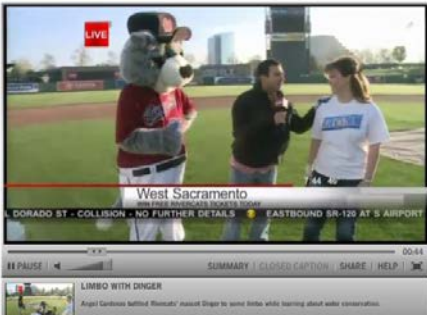 LIVE
West Sacramento
WIN FREE RIVERCATS TICKETS TODAY
L DORADO ST - COLLISION - NO FURTHER DETAILS EASTBOUND SR-120 AT S AIRPORT
00:44
PAUSE SUMMARY CLOSED CAPTION SHARE HELP
LIMBO WITH DINGER
Angel Cardenas battled Rivercats' mascot Dinger to some limbo while learning about water conservation.